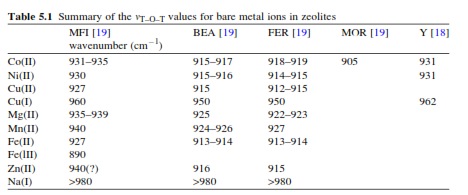 Table 5.1 Summary of the νT–O–T values for bare metal ions in zeolites
MFI [19] BEA [19] FER [19] MOR [19] Y [18]
wavenumber (cm−1)
Co(II) 931–935 915–917 918–919 905 931
Ni(II) 930 915–916 914–915 931
Cu(II) 927 915 912–915
Cu(I) 960 950 950 962
Mg(II) 935–939 925 922–923
Mn(II) 940 924–926 927
Fe(II) 927 913–914 913–914
Fe(III) 890
Zn(II) 940(?) 916 915
Na(I) >980 >980 >980